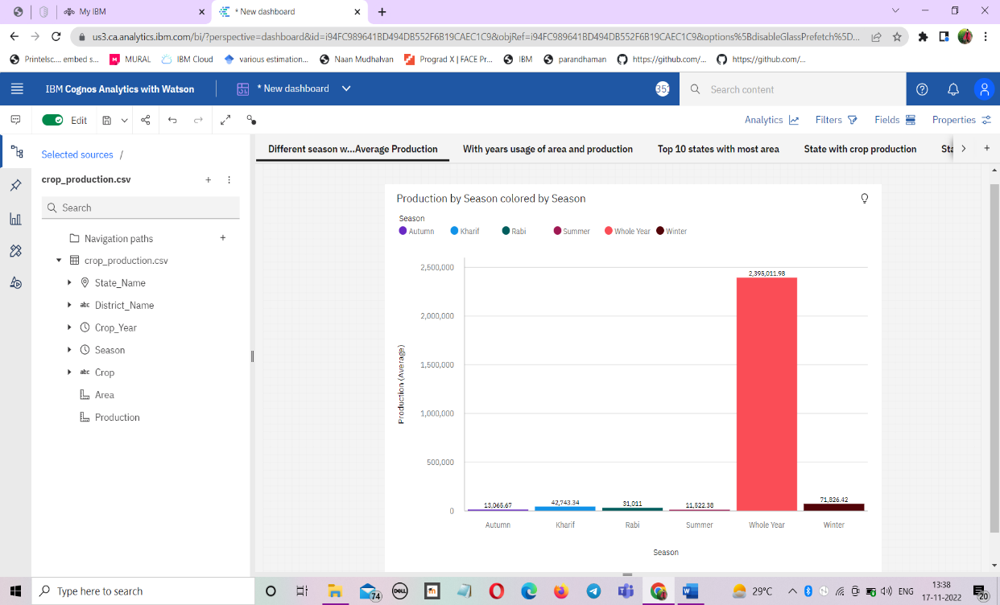 My IBM
* New dashboard
us3.ca.analytics.ibm.com/bi/?perspective=dashboard&id=i94FC989641BD494DB552F6B19CAEC1C9&objRef=i94FC989641BD494DB552F6B19CAEC1C9&options%5BdisableGlassPrefetch%5D...
Printelsc.... embed s... MURAL IBM Cloud various estimation... Naan Mudhalvan Prograd X | FACE Pr... IBM parandhaman https://github.com/... https://github.com/...
IBM Cognos Analytics with Watson * New dashboard 351 Search content
Edit Analytics Filters Fields Properties
Selected sources /
Different season w...Average Production With years usage of area and production Top 10 states with most area State with crop production Sta
crop_production.csv
Search
Navigation paths
crop_production.csv
State_Name
abc District_Name
Crop_Year
Season
abc Crop
Area
Production
Production by Season colored by Season
Season
Autumn Kharif Rabi Summer Whole Year Winter
Production (Average)
2,500,000
2,000,000
1,500,000
1,000,000
500,000
0
13,065.67 42,743.34 31,011 11,522.38 2,395,011.98 71,826.42
Autumn Kharif Rabi Summer Whole Year Winter
Season
Type here to search
74
DELL
m
W
29°C
ENG
13:38
17-11-2022
20